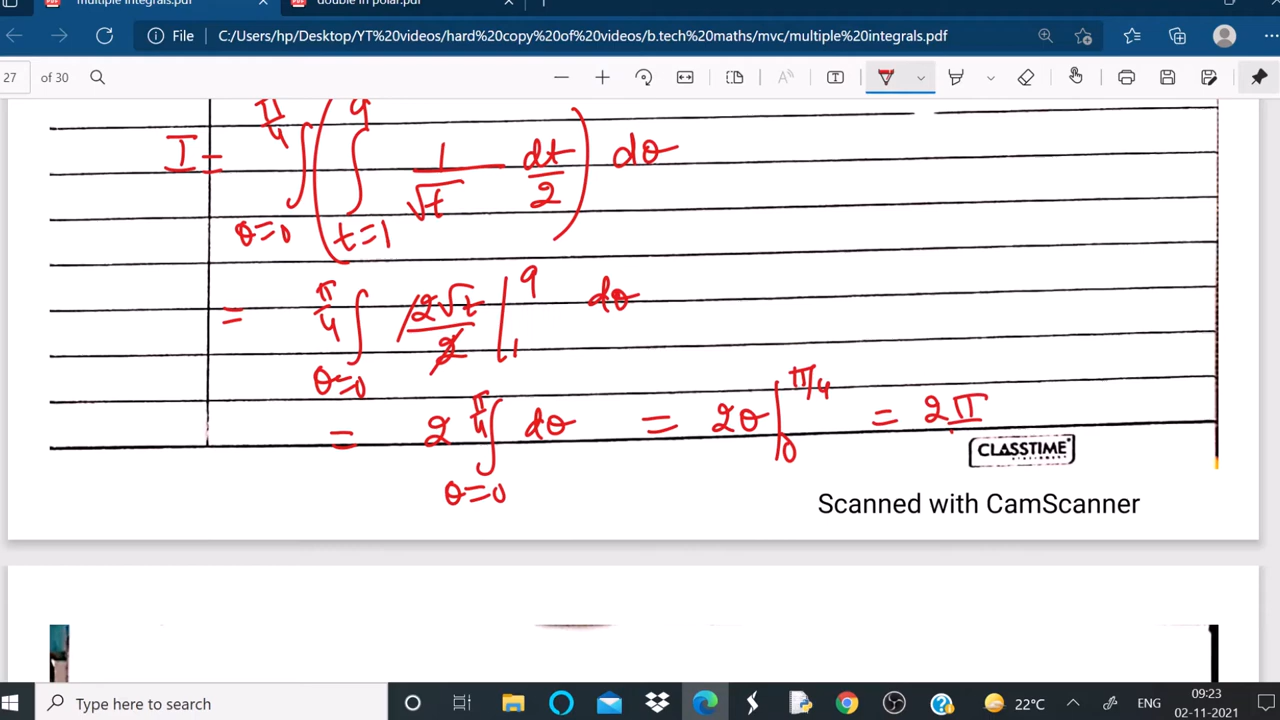 multiple integrals.pdf double in polar.pdf
File C:/Users/hp/Desktop/YT%20videos/hard%20copy%20of%20videos/b.tech%20maths/mvc/multiple%20integrals.pdf
27 of 30
I = ∫_{θ=0}^{π/4} ( ∫_{t=1}^{9} 1/√t dt/2 ) dθ
= ∫_{θ=0}^{π/4} 2√t/2 |_1^9 dθ
= 2 ∫_{θ=0}^{π/4} dθ = 2θ |_0^{π/4} = 2π
CLASSTIME
Scanned with CamScanner
Type here to search
22°C ENG 09:23
02-11-2021